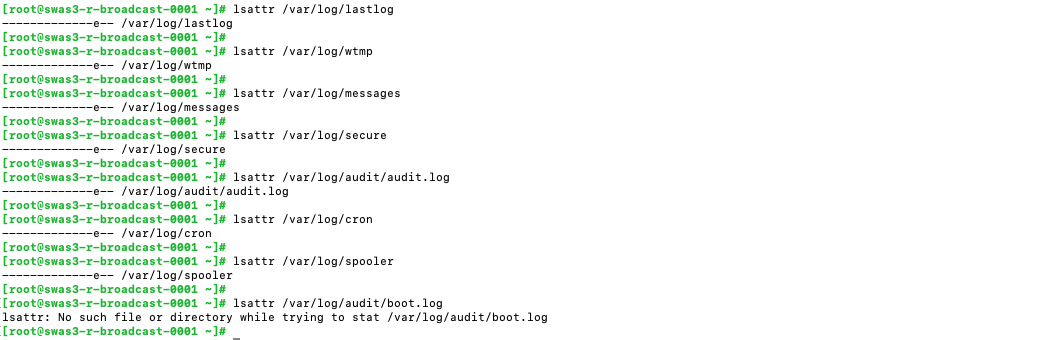 [root@swas3-r-broadcast-0001 ~]# lsattr /var/log/lastlog
-------------e-- /var/log/lastlog
[root@swas3-r-broadcast-0001 ~]#
[root@swas3-r-broadcast-0001 ~]# lsattr /var/log/wtmp
-------------e-- /var/log/wtmp
[root@swas3-r-broadcast-0001 ~]#
[root@swas3-r-broadcast-0001 ~]# lsattr /var/log/messages
-------------e-- /var/log/messages
[root@swas3-r-broadcast-0001 ~]#
[root@swas3-r-broadcast-0001 ~]# lsattr /var/log/secure
-------------e-- /var/log/secure
[root@swas3-r-broadcast-0001 ~]#
[root@swas3-r-broadcast-0001 ~]# lsattr /var/log/audit/audit.log
-------------e-- /var/log/audit/audit.log
[root@swas3-r-broadcast-0001 ~]#
[root@swas3-r-broadcast-0001 ~]# lsattr /var/log/cron
-------------e-- /var/log/cron
[root@swas3-r-broadcast-0001 ~]#
[root@swas3-r-broadcast-0001 ~]# lsattr /var/log/spooler
-------------e-- /var/log/spooler
[root@swas3-r-broadcast-0001 ~]#
[root@swas3-r-broadcast-0001 ~]# lsattr /var/log/audit/boot.log
lsattr: No such file or directory while trying to stat /var/log/audit/boot.log
[root@swas3-r-broadcast-0001 ~]#